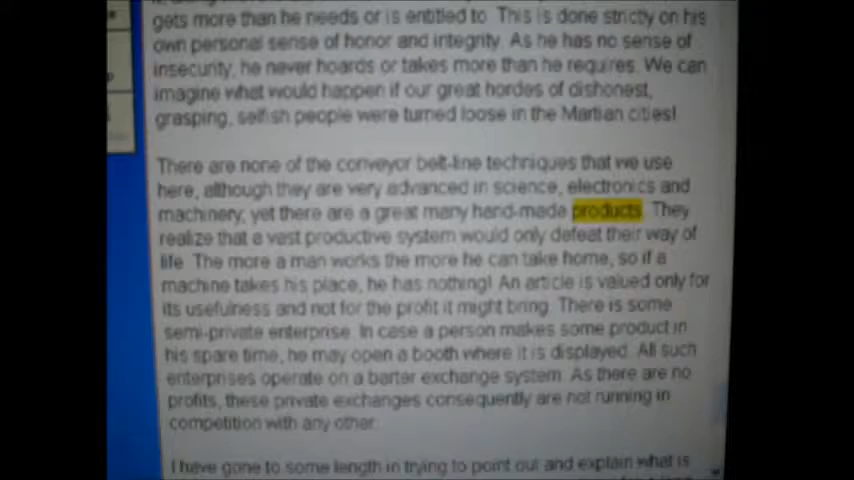 gets more than he needs or is entitled to. This is done strictly on his
own personal sense of honor and integrity. As he has no sense of
insecurity, he never hoards or takes more than he requires. We can
imagine what would happen if our great hordes of dishonest,
grasping, selfish people were turned loose in the Martian cities!
There are none of the conveyor belt-line techniques that we use
here, although they are very advanced in science, electronics and
machinery; yet there are a great many hand-made products. They
realize that a vast productive system would only defeat their way of
life. The more a man works the more he can take home, so if a
machine takes his place, he has nothing! An article is valued only for
its usefulness and not for the profit it might bring. There is some
semi-private enterprise. In case a person makes some product in
his spare time, he may open a booth where it is displayed. All such
enterprises operate on a barter exchange system. As there are no
profits, these private exchanges consequently are not running in
competition with any other.
I have gone to some length in trying to point out and explain what is